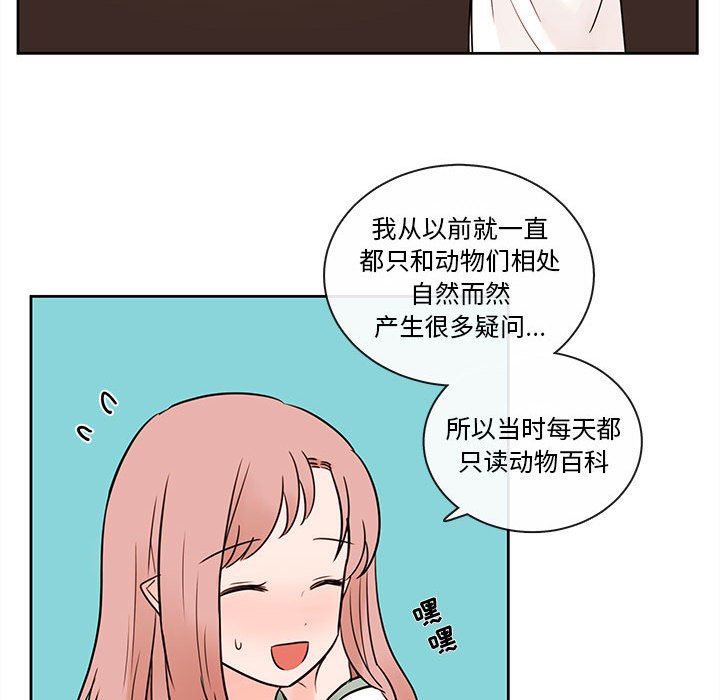 我从以前就一直
都只和动物们相处
自然而然
产生很多疑问...
所以当时每天都
只读动物百科
嘿
嘿